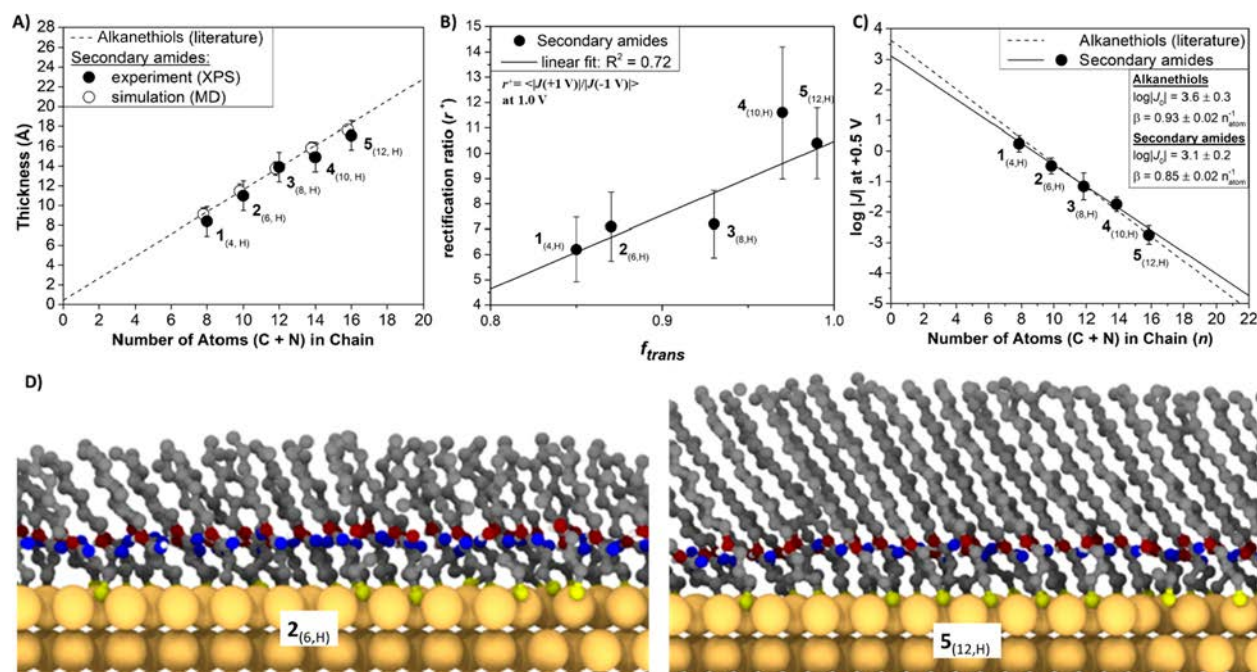 A)
Thickness (Å)
28
26
24
22
20
18
16
14
12
10
8
6
4
2
0
Alkanethiols (literature)
Secondary amides:
experiment (XPS)
simulation (MD)
1(4, H)
2(6, H)
3(8, H)
4(10, H)
5(12, H)
0 2 4 6 8 10 12 14 16 18 20
Number of Atoms (C + N) in Chain
B)
rectification ratio (r⁺)
15
14
13
12
11
10
9
8
7
6
5
4
3
Secondary amides
linear fit: R² = 0.72
r⁺= <|J(+1 V)|/|J(-1 V)|>
at 1.0 V
4(10,H)
5(12,H)
1(4,H)
2(6,H)
3(8,H)
0.8 0.9 1.0
f_trans
C)
log |J| at +0.5 V
4
3
2
1
0
-1
-2
-3
-4
-5
Alkanethiols (literature)
Secondary amides
Alkanethiols
log|J₀| = 3.6 ± 0.3
β = 0.93 ± 0.02 n⁻¹atom
Secondary amides
log|J₀| = 3.1 ± 0.2
β = 0.85 ± 0.02 n⁻¹atom
1(4,H)
2(6,H)
3(8,H)
4(10,H)
5(12,H)
0 2 4 6 8 10 12 14 16 18 20 22
Number of Atoms (C + N) in Chain (n)
D)
2(6,H)
5(12,H)